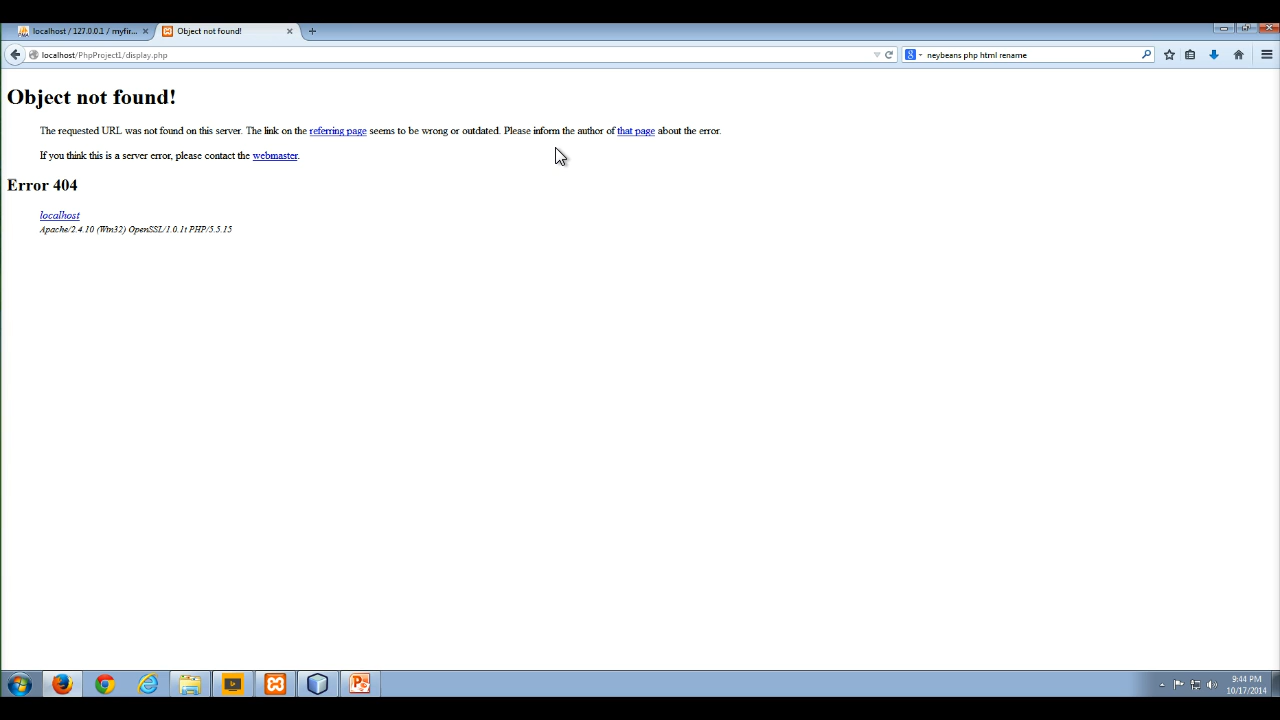 localhost / 127.0.0.1 / myfir... Object not found!
localhost/PhpProject1/display.php neybeans php html rename
Object not found!
The requested URL was not found on this server. The link on the referring page seems to be wrong or outdated. Please inform the author of that page about the error.
If you think this is a server error, please contact the webmaster.
Error 404
localhost
Apache/2.4.10 (Win32) OpenSSL/1.0.1t PHP/5.5.15
9:44 PM
10/17/2014